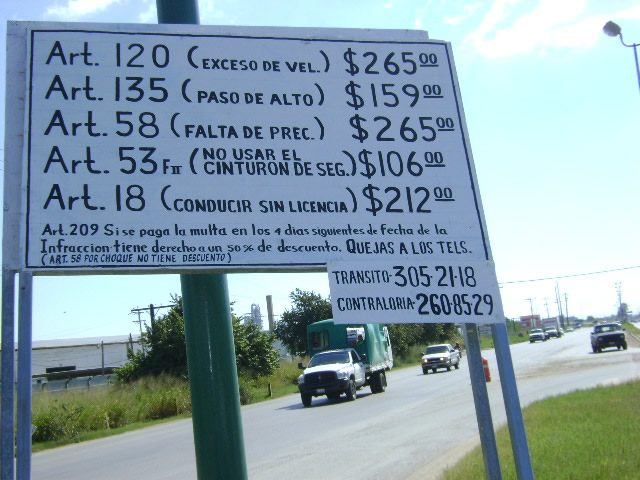 Art. 120 (EXCESO DE VEL.) $265.00
Art. 135 (PASO DE ALTO) $159.00
Art. 58 (FALTA DE PREC.) $265.00
Art. 53 F II (NO USAR EL CINTURON DE SEG.) $106.00
Art. 18 (CONDUCIR SIN LICENCIA) $212.00
Art.209 Si se paga la multa en los 4 dias siguientes de fecha de la
Infraccion-tiene derecho a un 50% de descuento. QUEJAS A LOS TELS.
(ART. 58 POR CHOQUE NO TIENE DESCUENTO)
TRANSITO-305-21-18
CONTRALORIA-260-85-29